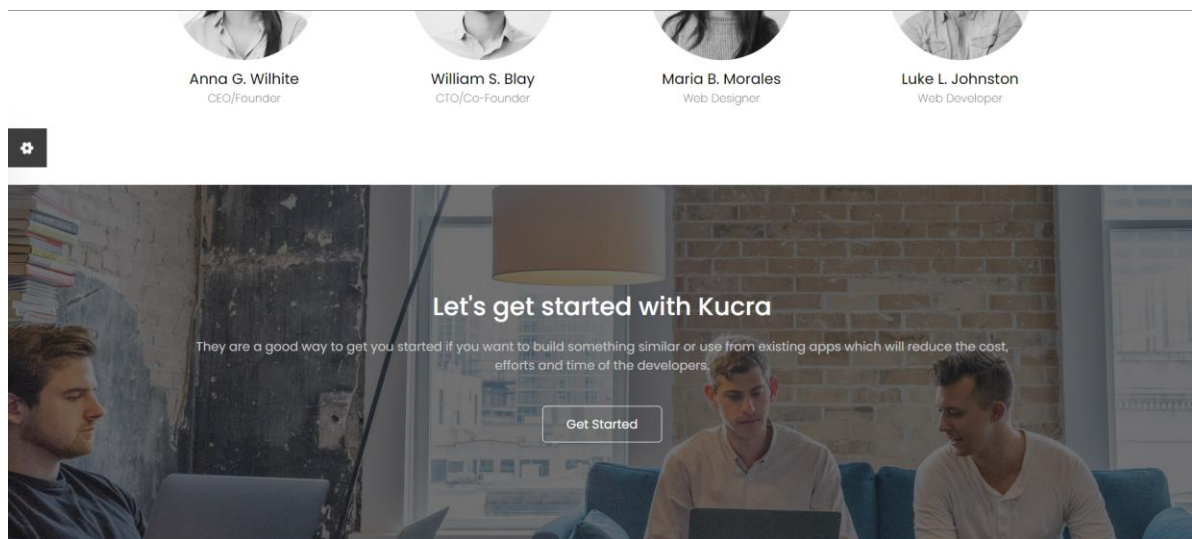 Anna G. Wilhite
William S. Blay
Maria B. Morales
Luke L. Johnston
CEO/Founder
CTO/Co-Founder
Web Designer
Web Developer
Let's get started with Kucra
They are a good way to get you started if you want to build something similar or use from existing apps which will reduce the cost,
efforts and time of the developers.
Get Started